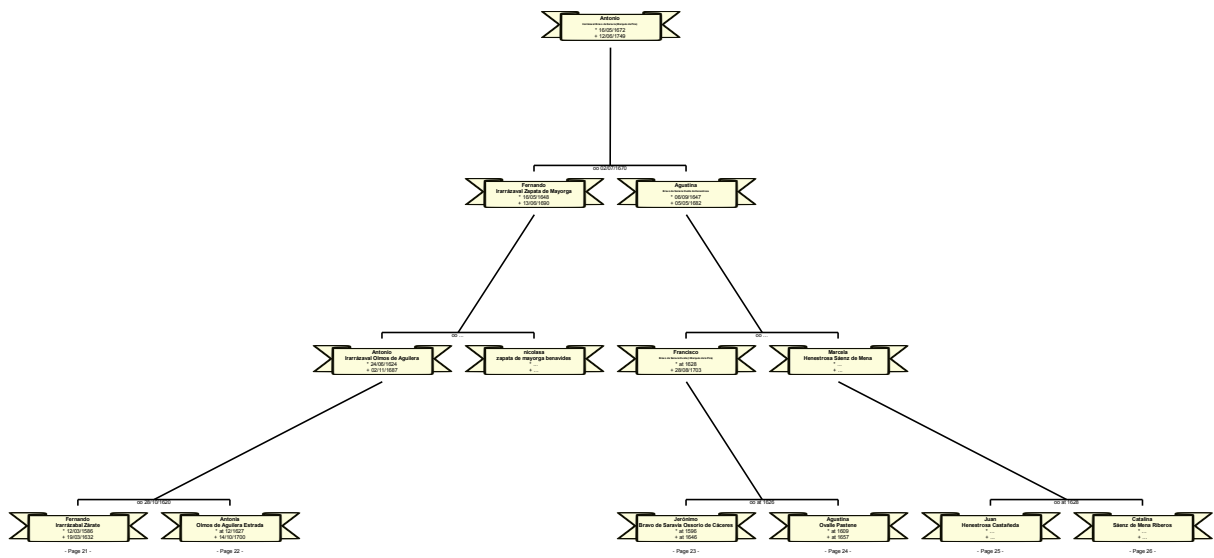 Antonio
* 16/05/1672
+ 12/06/1749
oo 02/07/1670
Fernando
Irarrázaval Zapata de Mayorga
* 16/05/1648
+ 13/06/1690
Agustina
* 06/09/1647
+ 05/05/1682
oo ...
oo ...
Antonio
Irarrázaval Olmos de Aguilera
* 24/06/1624
+ 02/11/1687
nicolasa
zapata de mayorga benavides
* ...
+ ...
Francisco
* at 1628
+ 28/08/1703
Marcela
Henestrosa Sáenz de Mena
* ...
+ ...
oo 28/10/1620
oo at 1625
oo at 1628
Fernando
Irarrázabal Zárate
* 12/03/1586
+ 19/03/1632
Antonia
Olmos de Aguilera Estrada
* at 12/1627
+ 14/10/1700
Jerónimo
Bravo de Saravia Ossorio de Cáceres
* at 1598
+ at 1646
Agustina
Ovalle Pastene
* at 1609
+ at 1657
Juan
Henestrosa Castañeda
* ...
+ ...
Catalina
Sáenz de Mena Riberos
* ...
+ ...
- Page 21 -
- Page 22 -
- Page 23 -
- Page 24 -
- Page 25 -
- Page 26 -